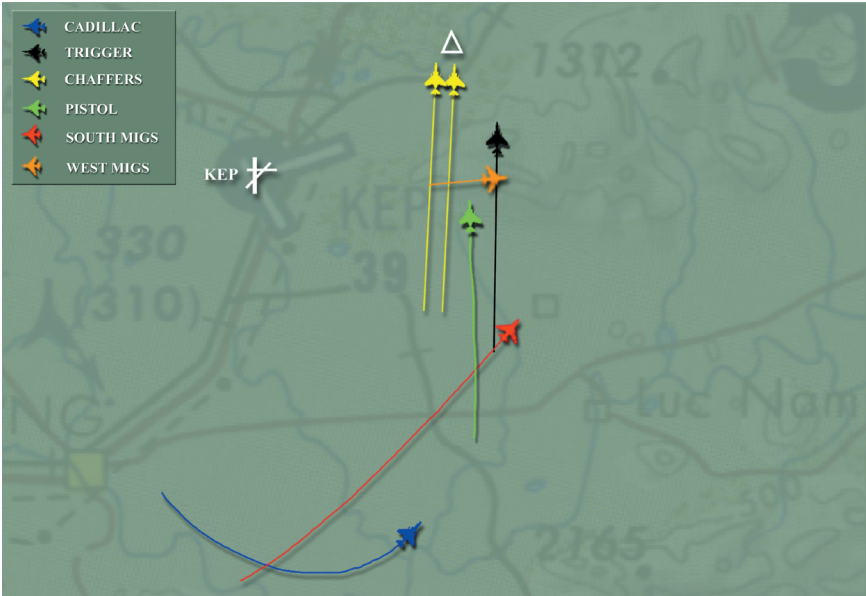 CADILLAC
TRIGGER
CHAFFERS
PISTOL
SOUTH MIGS
WEST MIGS
1312
3
KEP
KEP
39
330
(310)
NG
Luc Nam
500
2165